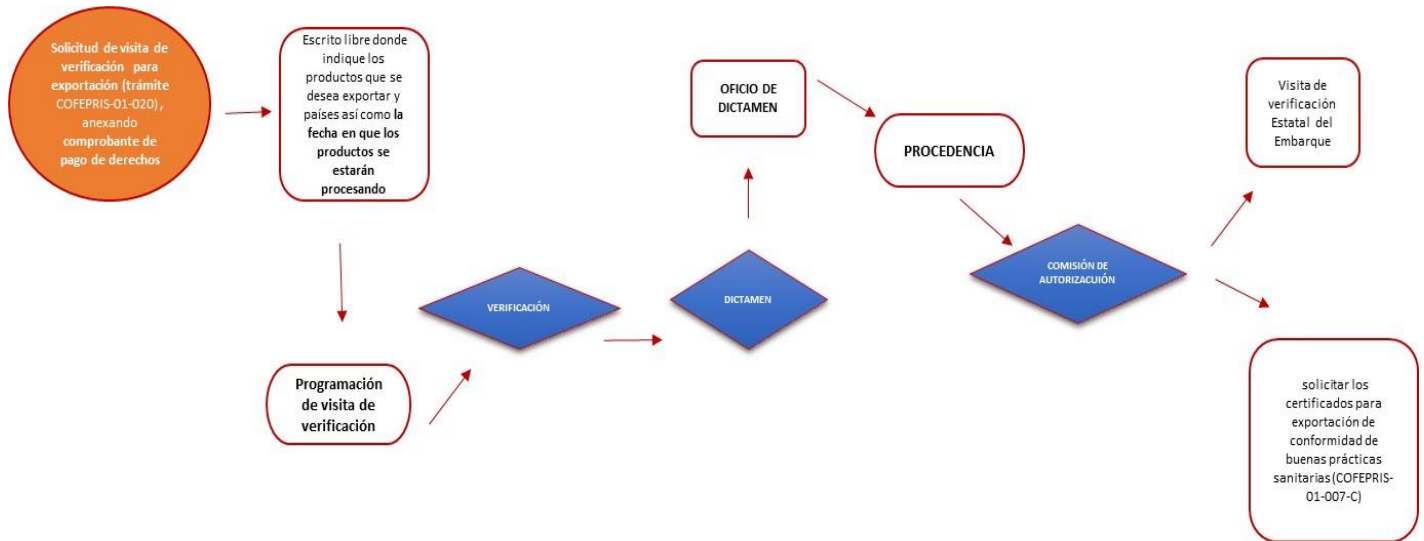 Solicitud de visita de
verificación para
exportación (trámite
COFEPRIS-01-020),
anexando
comprobante de
pago de derechos
Escrito libre donde
indique los
productos que se
desea exportar y
países así como la
fecha en que los
productos se
estarán
procesando
Programación
de visita de
verificación
VERIFICACIÓN
DICTAMEN
OFICIO DE
DICTAMEN
PROCEDENCIA
COMISIÓN DE
AUTORIZACUIÓN
Visita de
verificación
Estatal del
Embarque
solicitar los
certificados para
exportación de
conformidad de
buenas prácticas
sanitarias(COFEPRIS-
01-007-C)